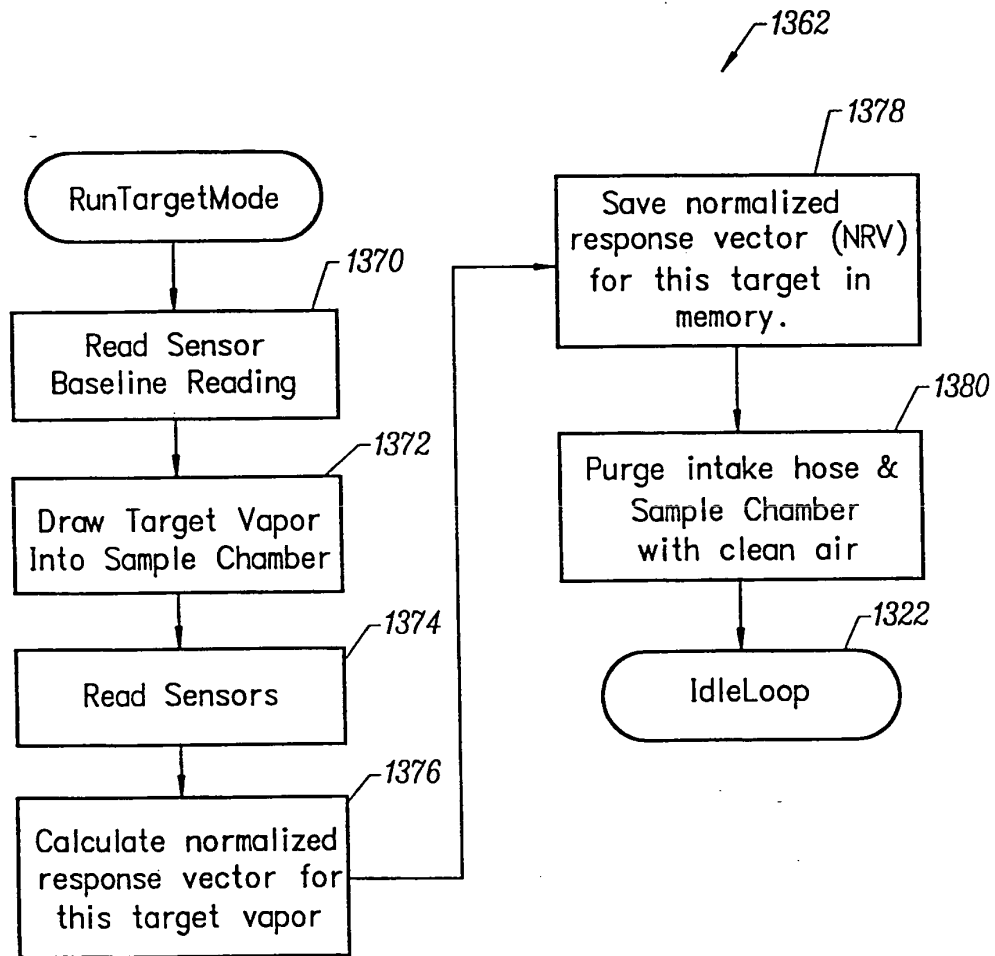 1362
RunTargetMode
1370
Read Sensor
Baseline Reading
1372
Draw Target Vapor
Into Sample Chamber
1374
Read Sensors
1376
Calculate normalized
response vector for
this target vapor
1378
Save normalized
response vector (NRV)
for this target in
memory.
1380
Purge intake hose &
Sample Chamber
with clean air
1322
IdleLoop